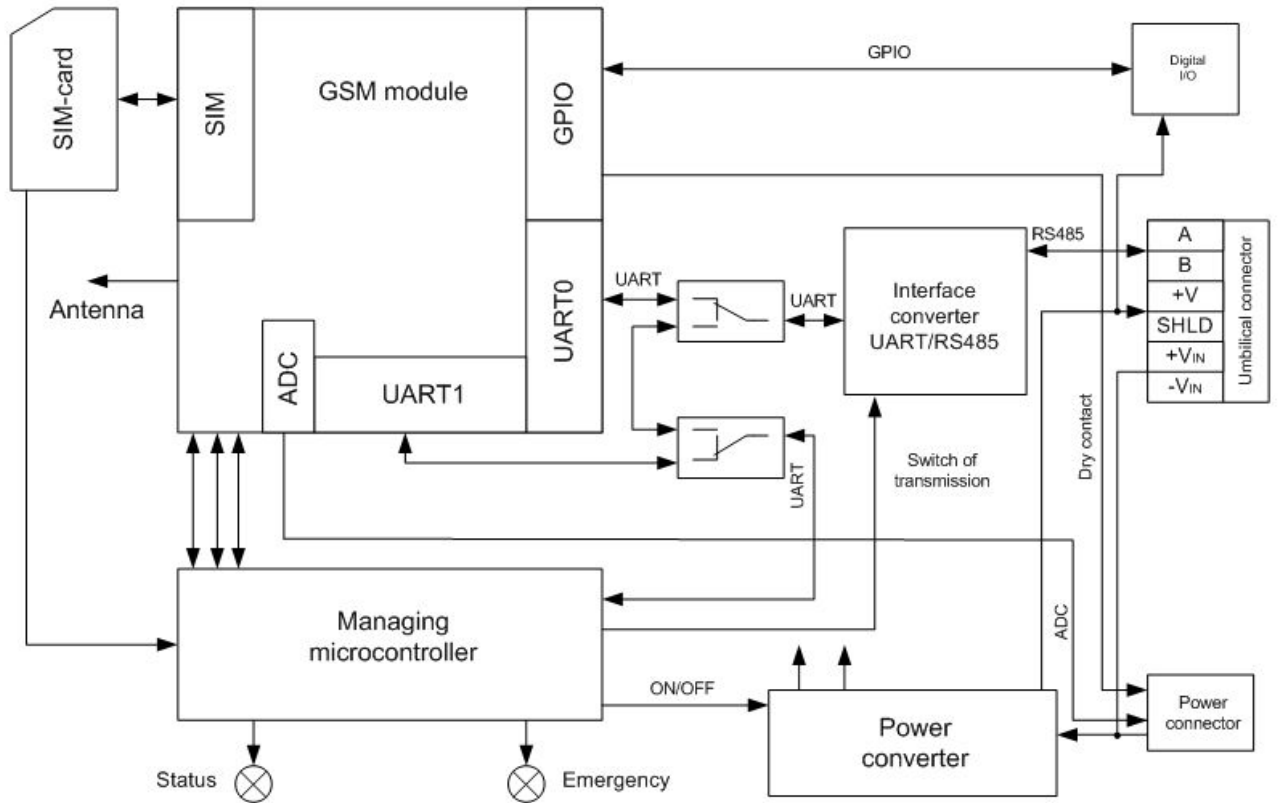 SIM-card
SIM
GSM module
GPIO
GPIO
Digital
I/O
Antenna
ADC
UART1
UART0
UART
UART
UART
Interface
converter
UART/RS485
RS485
A
B
+V
SHLD
+VIN
-VIN
Umbilical connector
Switch of
transmission
Dry contact
ADC
Managing
microcontroller
ON/OFF
Power
converter
Power
connector
Status
Emergency